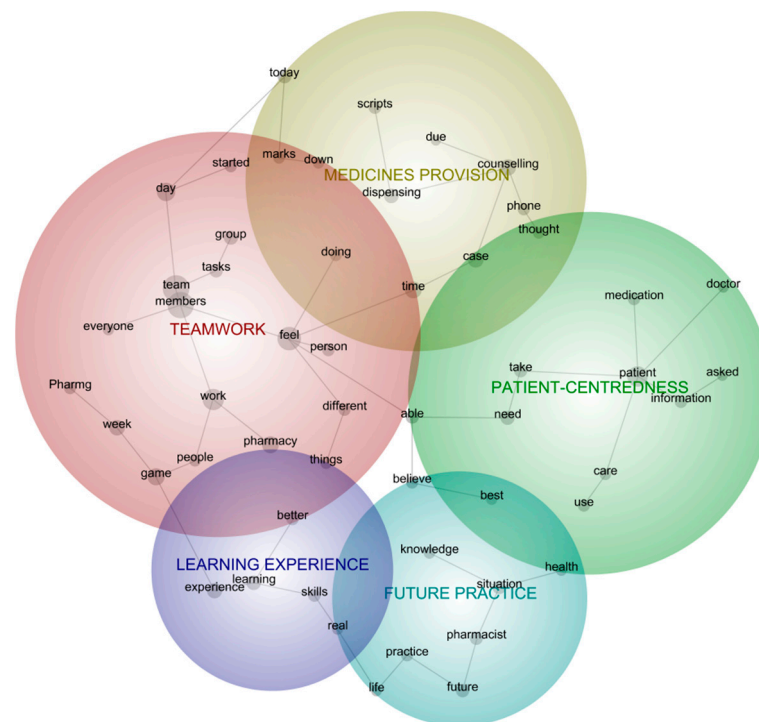 today
scripts
due
marks
down
started
counselling
MEDICINES PROVISION
day
dispensing
phone
group
thought
doing
case
tasks
team
time
doctor
members
medication
everyone
TEAMWORK
feel
person
take
patient
asked
Pharmg
PATIENT-CENTREDNESS
work
information
different
able
need
week
pharmacy
things
game
people
care
believe
best
use
better
knowledge
LEARNING EXPERIENCE
health
learning
situation
experience
skills
FUTURE PRACTICE
real
pharmacist
practice
life
future